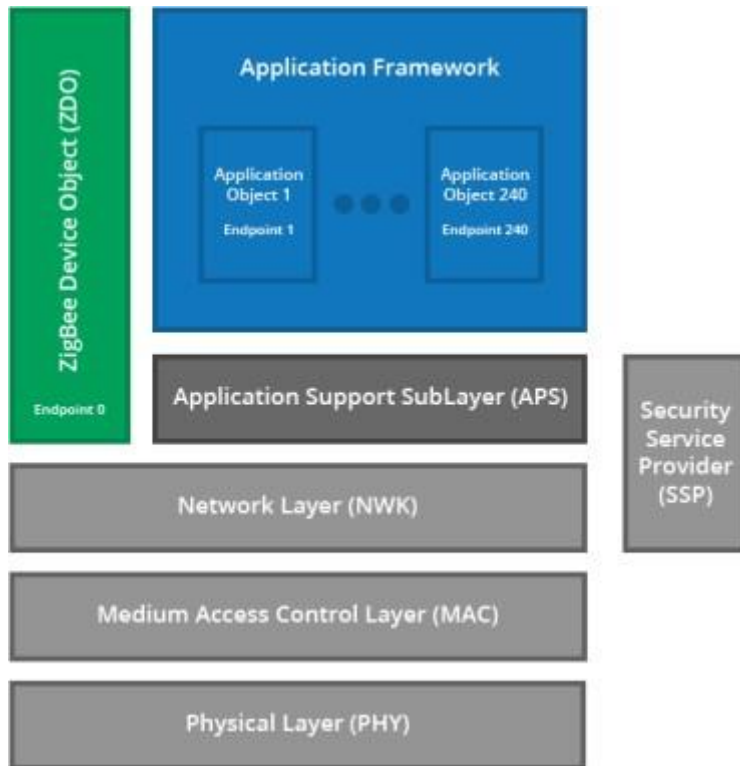 ZigBee Device Object (ZDO)
Endpoint 0
Application Framework
Application
Object 1
Endpoint 1
Application
Object 240
Endpoint 240
Application Support SubLayer (APS)
Security
Service
Provider
(SSP)
Network Layer (NWK)
Medium Access Control Layer (MAC)
Physical Layer (PHY)